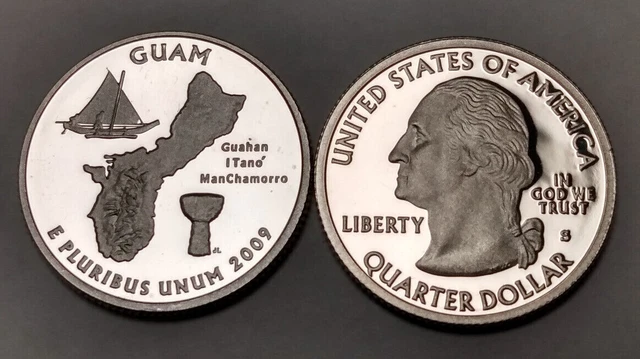 GUAM
Guahan
I Tano'
ManChamorro
E PLURIBUS UNUM 2009
UNITED STATES OF AMERICA
LIBERTY
IN
GOD WE
TRUST
S
QUARTER DOLLAR